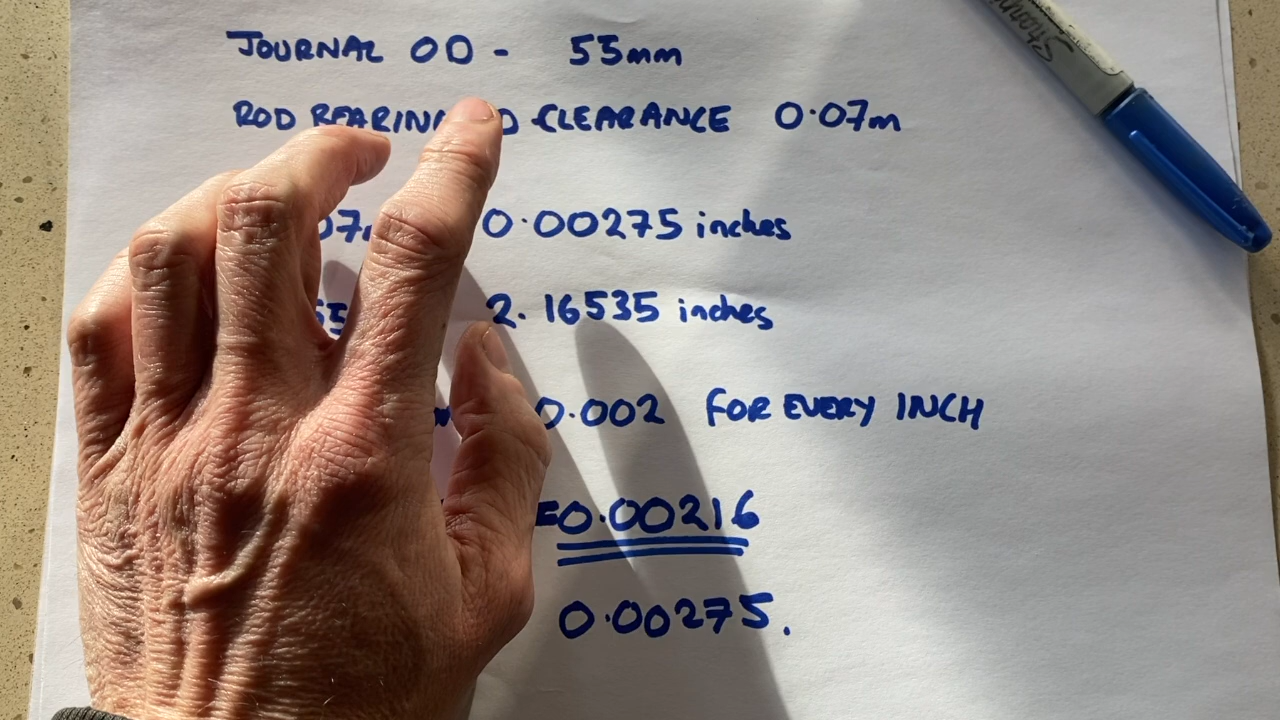 JOURNAL OD - 55mm
ROD CLEARANCE 0.07m
0.00275 inches
2.16535 inches
0.002 FOR EVERY INCH
=0.00216
0.00275.